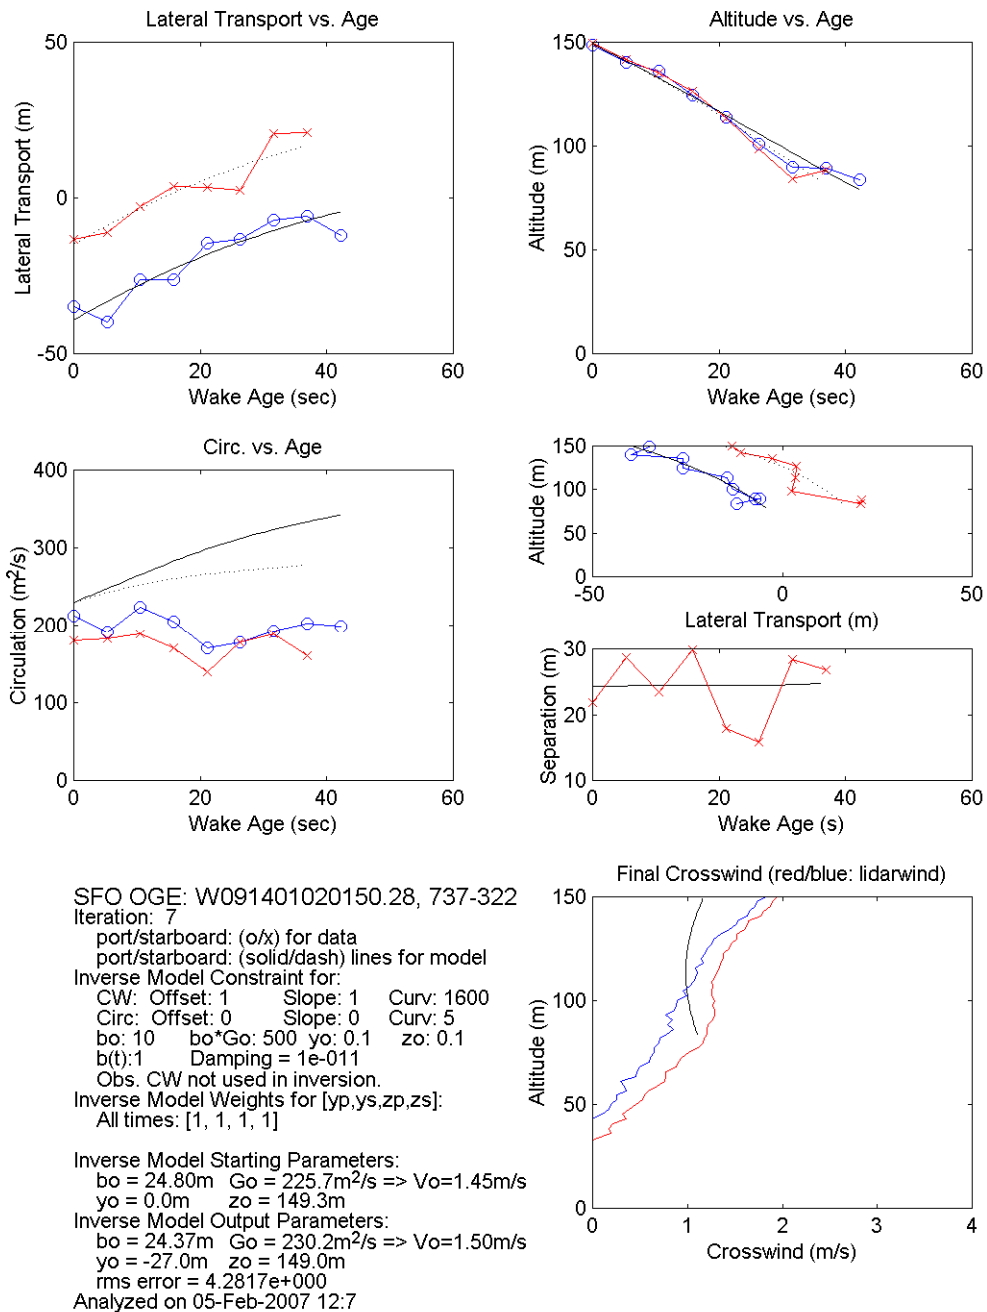 Lateral Transport vs. Age
50
0
-50
Lateral Transport (m)
0
20
40
60
Wake Age (sec)
Altitude vs. Age
150
100
50
0
Altitude (m)
0
20
40
60
Wake Age (sec)
Circ. vs. Age
400
300
200
100
0
Circulation (m²/s)
0
20
40
60
Wake Age (sec)
150
100
50
0
Altitude (m)
-50
0
50
Lateral Transport (m)
30
20
10
Separation (m)
0
20
40
60
Wake Age (s)
SFO OGE: W091401020150.28, 737-322
Iteration: 7
port/starboard: (o/x) for data
port/starboard: (solid/dash) lines for model
Inverse Model Constraint for:
CW: Offset: 1 Slope: 1 Curv: 1600
Circ: Offset: 0 Slope: 0 Curv: 5
bo: 10 bo*Go: 500 yo: 0.1 zo: 0.1
b(t):1 Damping = 1e-011
Obs. CW not used in inversion.
Inverse Model Weights for [yp,ys,zp,zs]:
All times: [1, 1, 1, 1]
Inverse Model Starting Parameters:
bo = 24.80m Go = 225.7m²/s => Vo=1.45m/s
yo = 0.0m zo = 149.3m
Inverse Model Output Parameters:
bo = 24.37m Go = 230.2m²/s => Vo=1.50m/s
yo = -27.0m zo = 149.0m
rms error = 4.2817e+000
Analyzed on 05-Feb-2007 12:7
Final Crosswind (red/blue: lidarwind)
150
100
50
0
Altitude (m)
0
1
2
3
4
Crosswind (m/s)